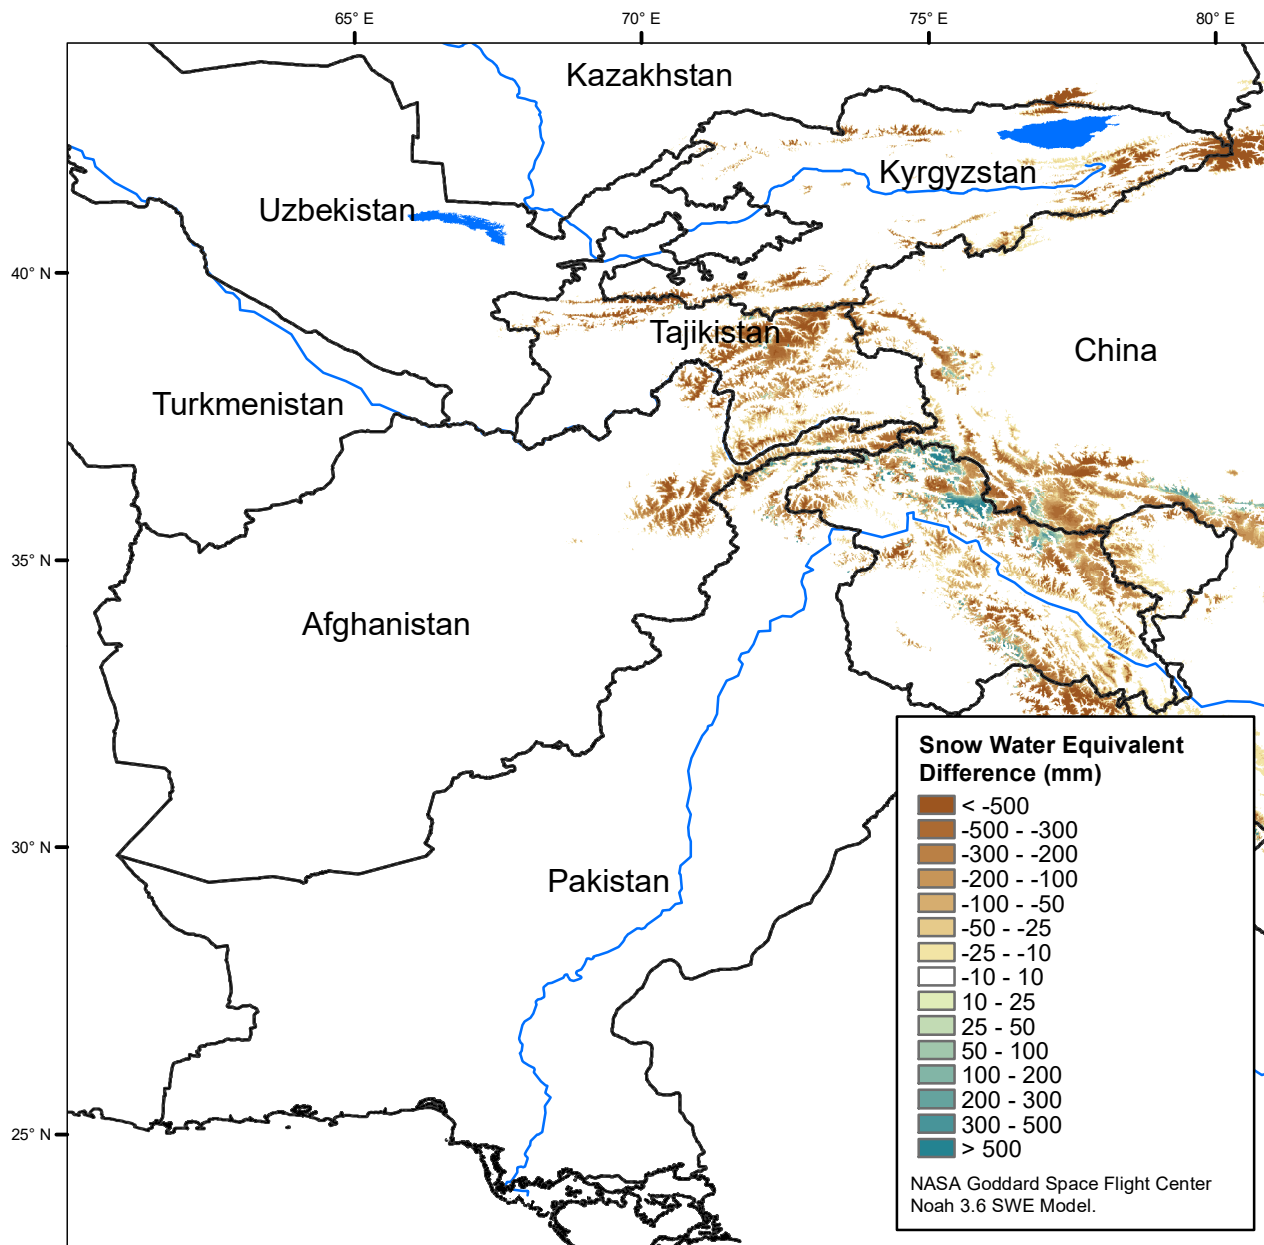 65° E
70° E
75° E
80° E
Kazakhstan
Kyrgyzstan
Uzbekistan
40° N
Tajikistan
China
Turkmenistan
35° N
Afghanistan
30° N
Pakistan
25° N
Snow Water Equivalent
Difference (mm)
< -500
-500 - -300
-300 - -200
-200 - -100
-100 - -50
-50 - -25
-25 - -10
-10 - 10
10 - 25
25 - 50
50 - 100
100 - 200
200 - 300
300 - 500
> 500
NASA Goddard Space Flight Center
Noah 3.6 SWE Model.